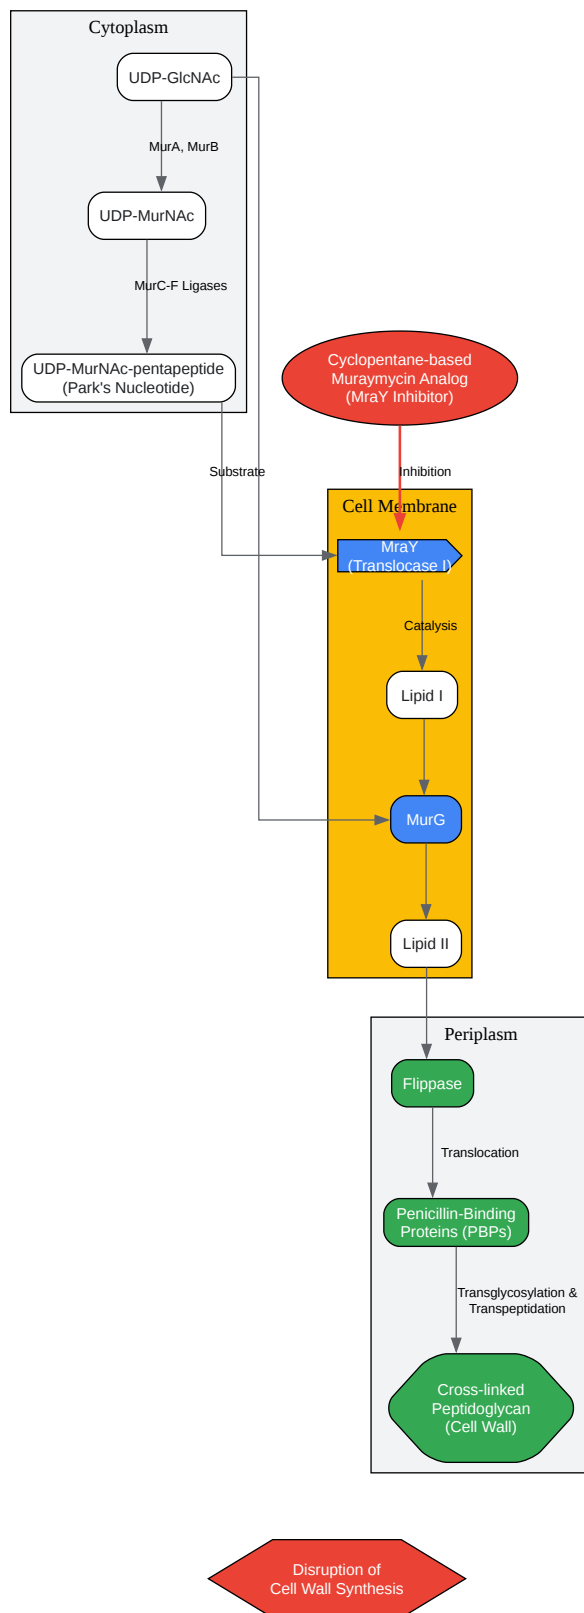 Cytoplasm
UDP-GlcNAc
MurA, MurB
UDP-MurNAc
MurC-F Ligases
UDP-MurNAc-pentapeptide
(Park's Nucleotide)
Cyclopentane-based
Muraymycin Analog
(MraY Inhibitor)
Substrate
Inhibition
Cell Membrane
MraY
(Translocase I)
Catalysis
Lipid I
MurG
Lipid II
Periplasm
Flippase
Translocation
Penicillin-Binding
Proteins (PBPs)
Transglycosylation &
Transpeptidation
Cross-linked
Peptidoglycan
(Cell Wall)
Disruption of
Cell Wall Synthesis